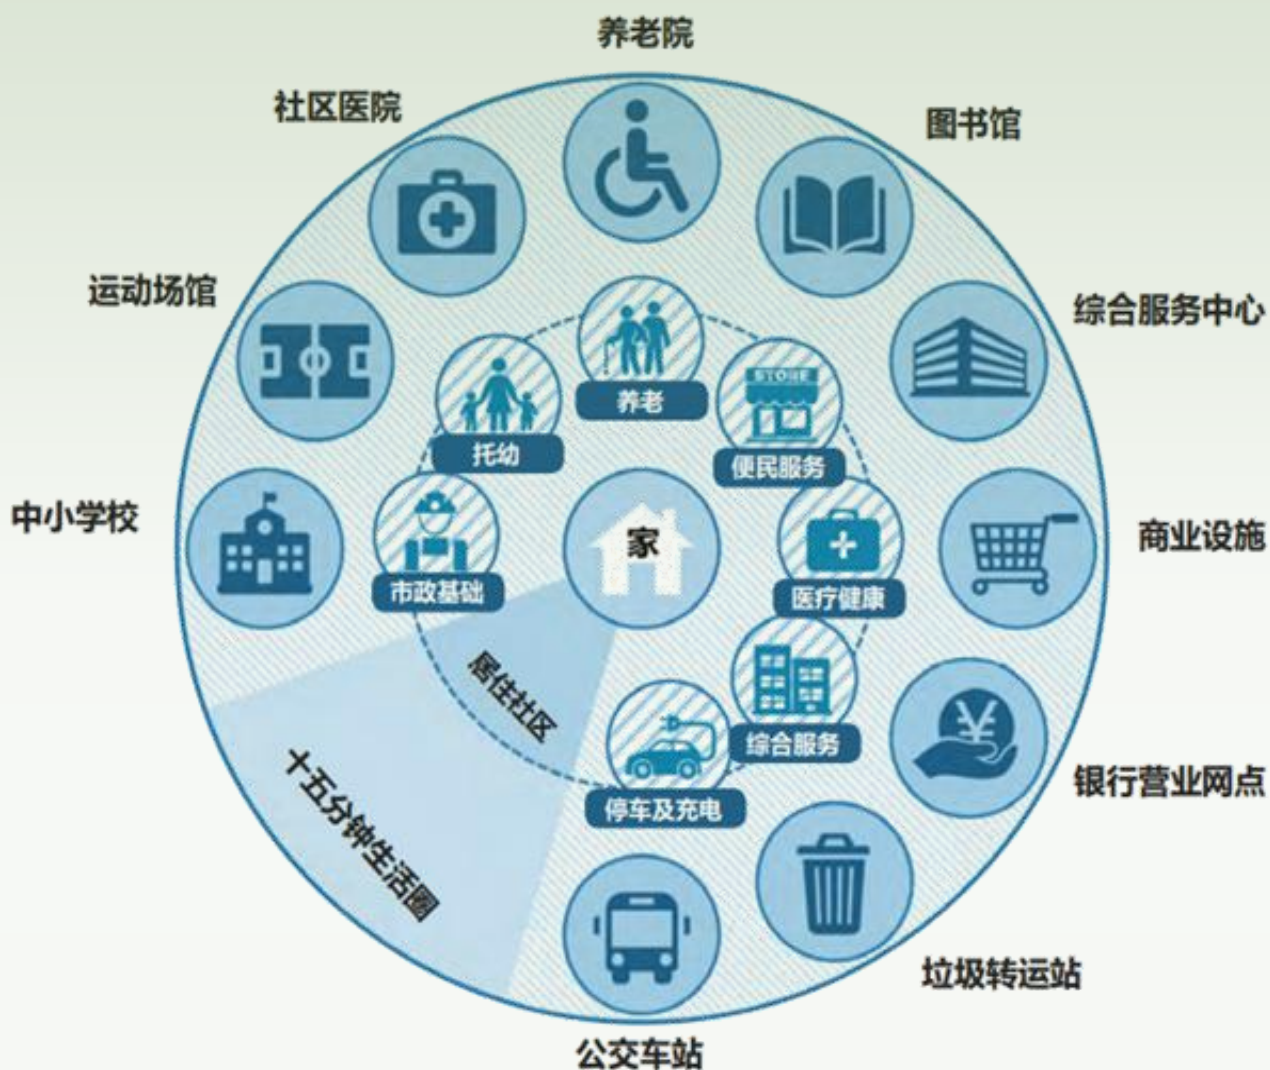 养老院
社区医院
图书馆
运动场馆
综合服务中心
养老
STORE
托幼
便民服务
中小学校
家
商业设施
市政基础
医疗健康
居住社区
综合服务
十五分钟生活圈
停车及充电
银行营业网点
垃圾转运站
公交车站